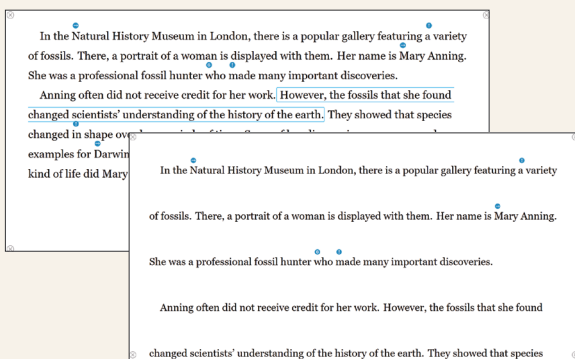 In the Natural History Museum in London, there is a popular gallery featuring a variety
of fossils. There, a portrait of a woman is displayed with them. Her name is Mary Anning.
She was a professional fossil hunter who made many important discoveries.
Anning often did not receive credit for her work. However, the fossils that she found
changed scientists' understanding of the history of the earth. They showed that species
changed in shape
examples for Darwin
kind of life did Mary
In the Natural History Museum in London, there is a popular gallery featuring a variety
of fossils. There, a portrait of a woman is displayed with them. Her name is Mary Anning.
She was a professional fossil hunter who made many important discoveries.
Anning often did not receive credit for her work. However, the fossils that she found
changed scientists' understanding of the history of the earth. They showed that species